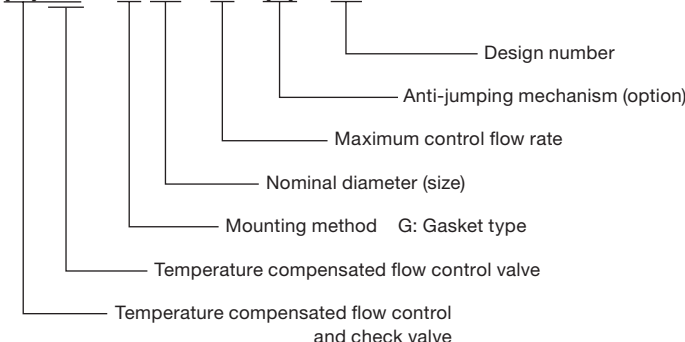 Design number
Anti-jumping mechanism (option)
Maximum control flow rate
Nominal diameter (size)
Mounting method G: Gasket type
Temperature compensated flow control valve
Temperature compensated flow control
and check valve